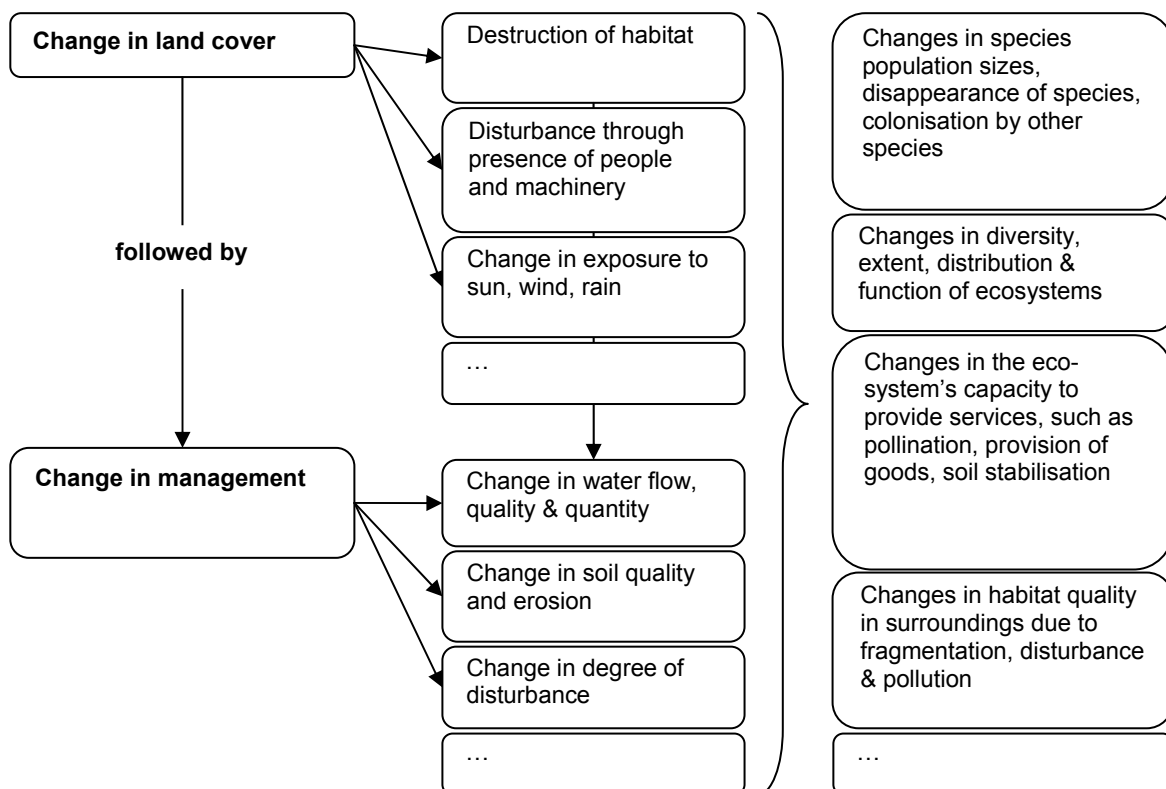 Change in land cover
followed by
Change in management
Destruction of habitat
Disturbance through
presence of people
and machinery
Change in exposure to
sun, wind, rain
…
Change in water flow,
quality & quantity
Change in soil quality
and erosion
Change in degree of
disturbance
…
Changes in species
population sizes,
disappearance of species,
colonisation by other
species
Changes in diversity,
extent, distribution &
function of ecosystems
Changes in the eco-
system’s capacity to
provide services, such as
pollination, provision of
goods, soil stabilisation
Changes in habitat quality
in surroundings due to
fragmentation, disturbance
& pollution
…